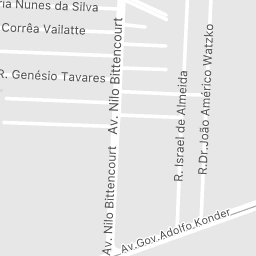 ria Nunes da Silva
Corrêa Vailatte
R. Genésio Tavares
Av. Nilo Bittencourt
Av. Nilo Bittencourt
R. Israel de Almeida
R.Dr.João Américo Watzko
Av.Gov.Adolfo Konder